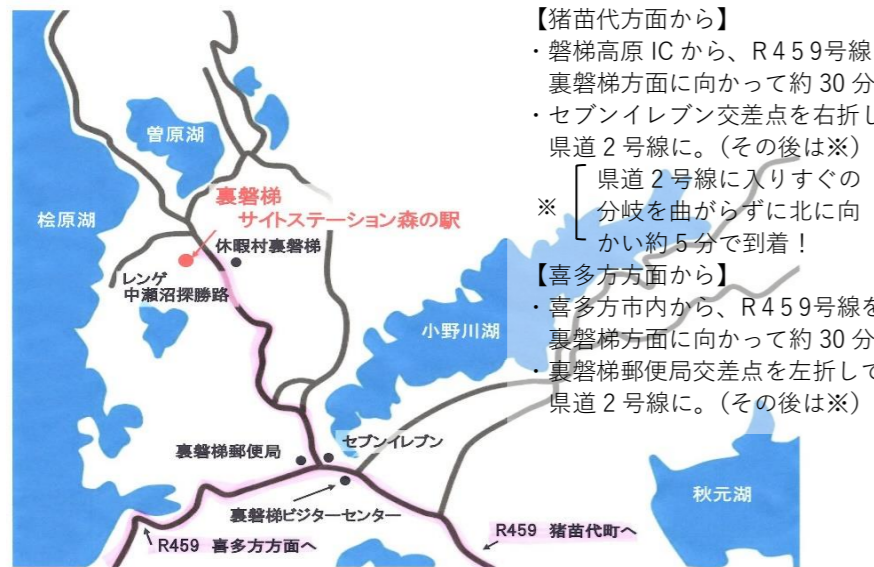 【猪苗代方面から】
・磐梯高原 IC から、R459号線
裏磐梯方面に向かって約 30 分
・セブンイレブン交差点を右折し
県道 2 号線に。（その後は※）
県道 2 号線に入りすぐの
※ 分岐を曲がらずに北に向
かい約 5 分で到着！
【喜多方方面から】
・喜多方市内から、R459号線を
裏磐梯方面に向かって約 30 分
・裏磐梯郵便局交差点を左折して
県道 2 号線に。（その後は※）
曽原湖
桧原湖
裏磐梯
サイトステーション森の駅
休暇村裏磐梯
レンゲ
中瀬沼探勝路
小野川湖
セブンイレブン
裏磐梯郵便局
裏磐梯ビジターセンター
秋元湖
R459 喜多方方面へ
R459 猪苗代町へ